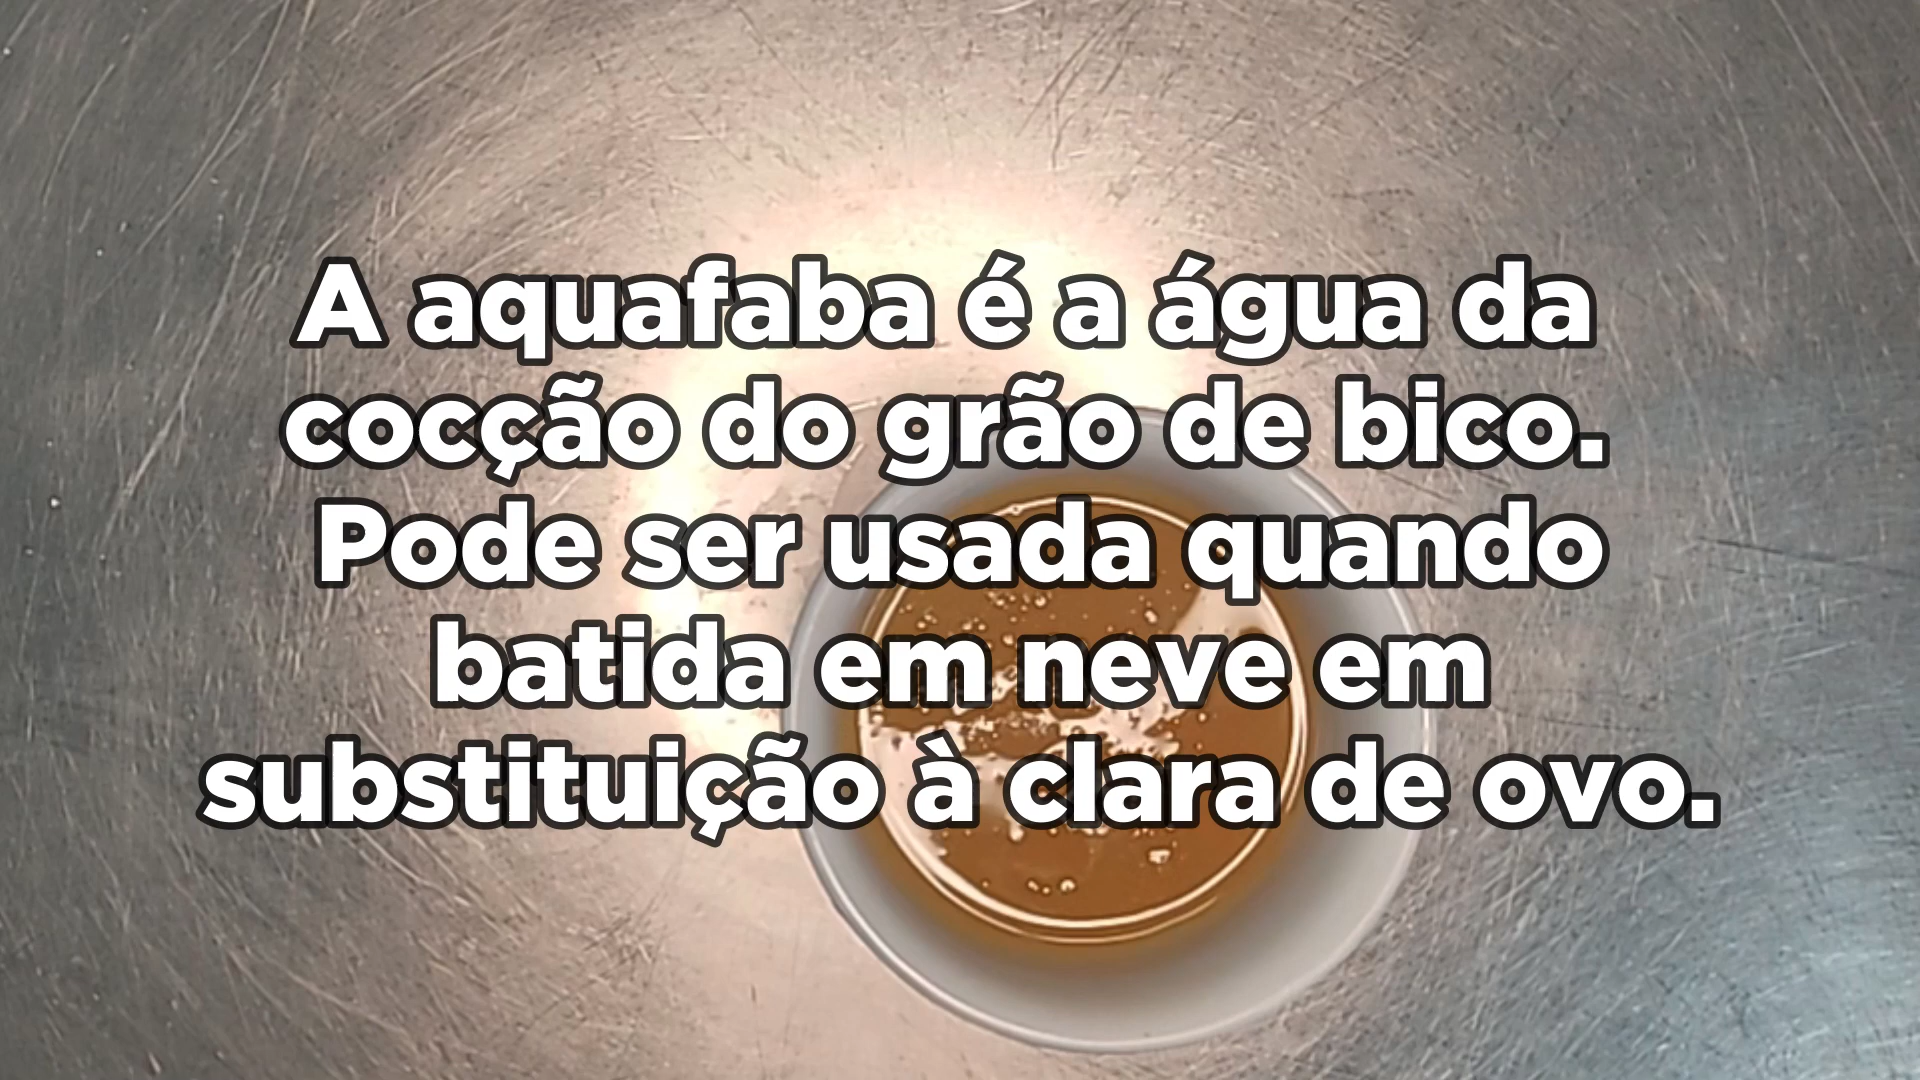 A aquafaba é a água da
cocção do grão de bico.
Pode ser usada quando
batida em neve em
substituição à clara de ovo.